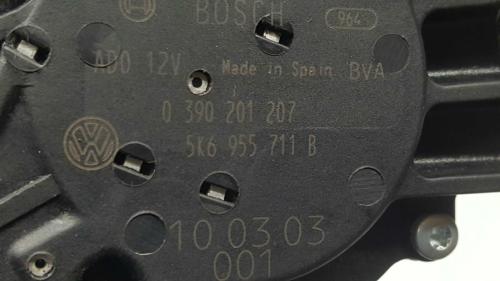 BOSCH
964
ADO 12V Made in Spain BVA
0 390 201 207
5K6 955 711 B
10.03.03
001